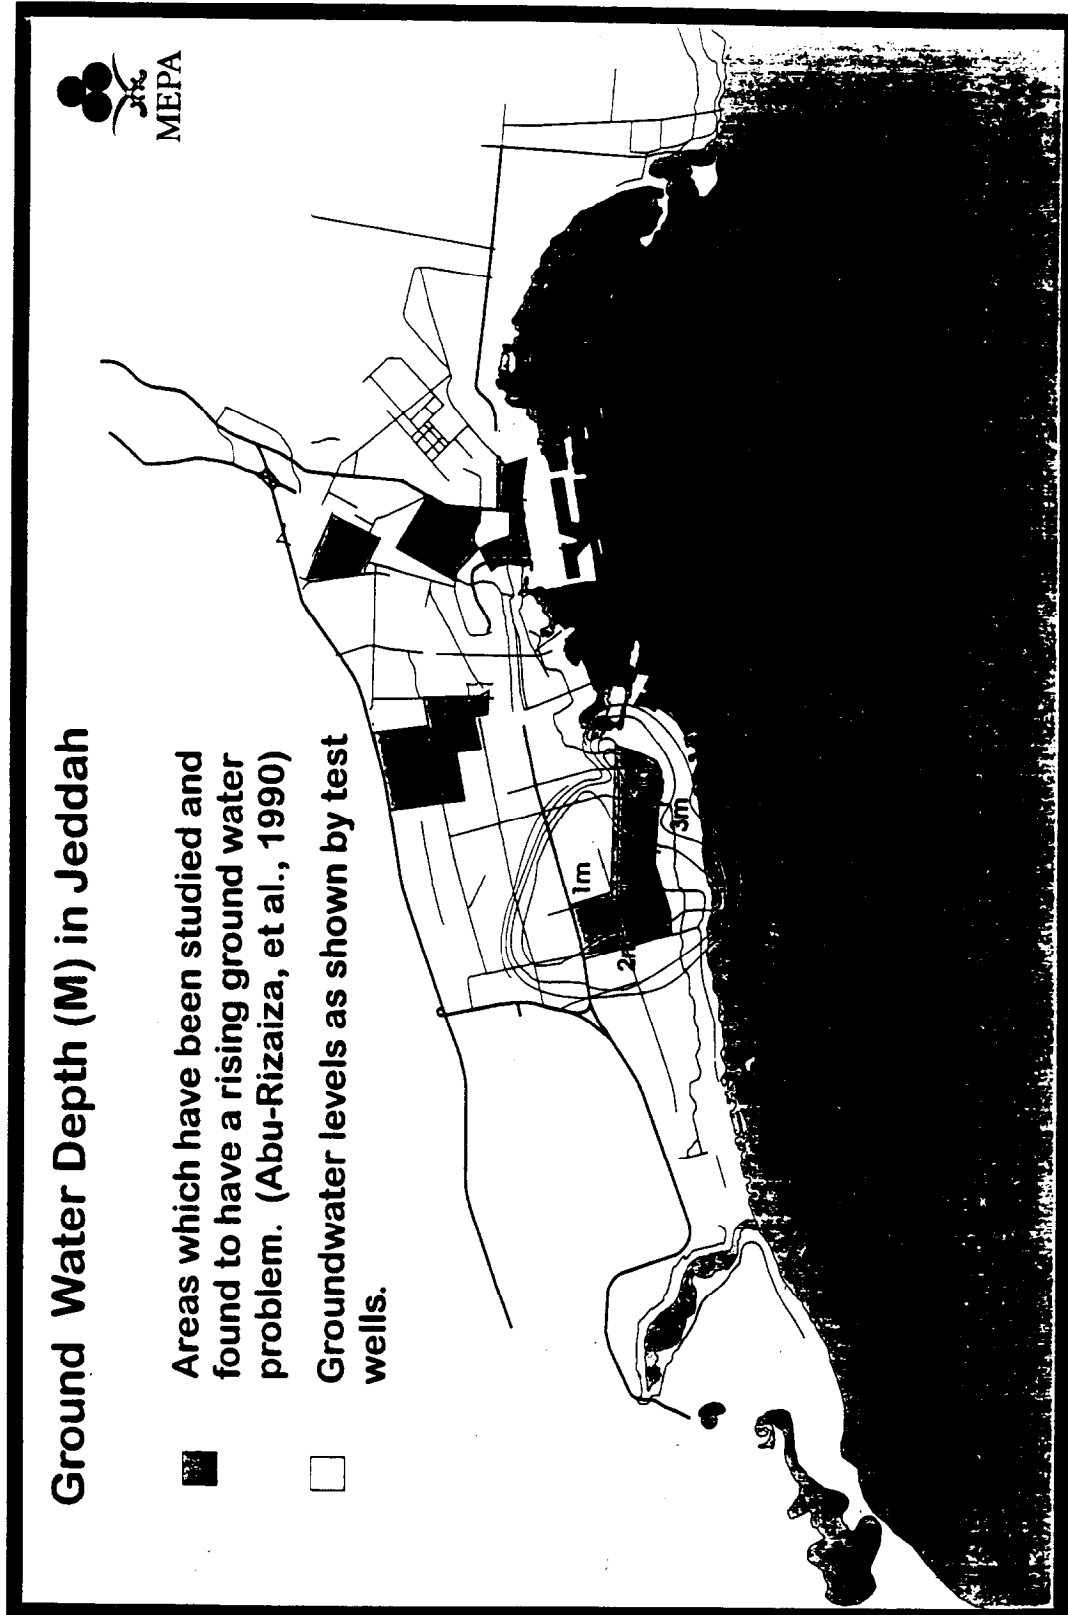 Ground Water Depth (M) in Jeddah
MEPA
Areas which have been studied and
found to have a rising ground water
problem. (Abu-Rizaiza, et al., 1990)
Groundwater levels as shown by test
wells.
1m
3m